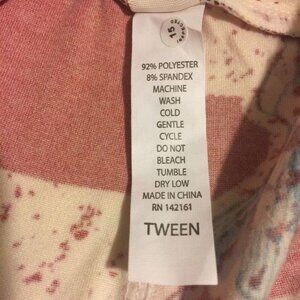 15
92% POLYESTER
8% SPANDEX
MACHINE
WASH
COLD
GENTLE
CYCLE
DO NOT
BLEACH
TUMBLE
DRY LOW
MADE IN CHINA
RN 142161
TWEEN